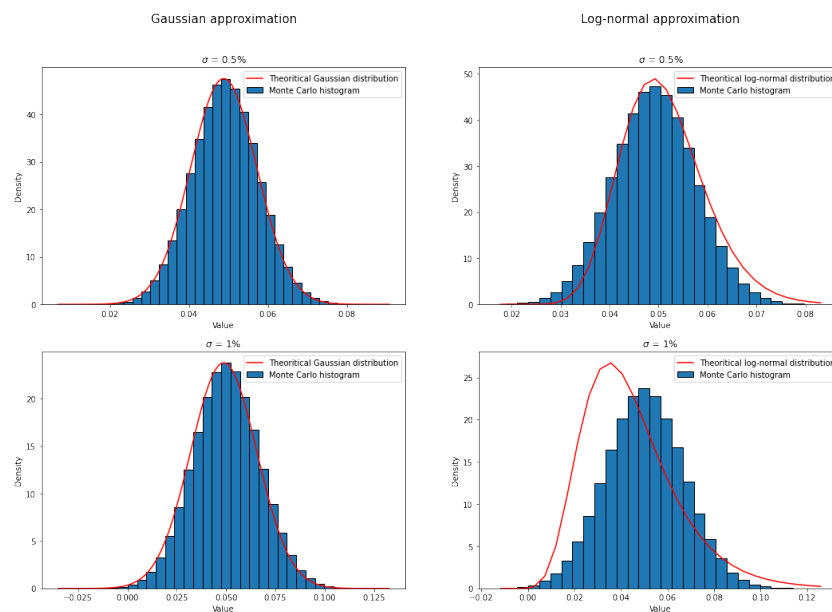 Gaussian approximation
Log-normal approximation
σ = 0.5%
Theoritical Gaussian distribution
Monte Carlo histogram
Density
40
30
20
10
0
0.02
0.04
0.06
0.08
Value
σ = 0.5%
Theoritical log-normal distribution
Monte Carlo histogram
Density
50
40
30
20
10
0
0.02
0.03
0.04
0.05
0.06
0.07
0.08
Value
σ = 1%
Theoritical Gaussian distribution
Monte Carlo histogram
Density
20
15
10
5
0
−0.025
0.000
0.025
0.050
0.075
0.100
0.125
Value
σ = 1%
Theoritical log-normal distribution
Monte Carlo histogram
Density
25
20
15
10
5
0
−0.02
0.00
0.02
0.04
0.06
0.08
0.10
0.12
Value